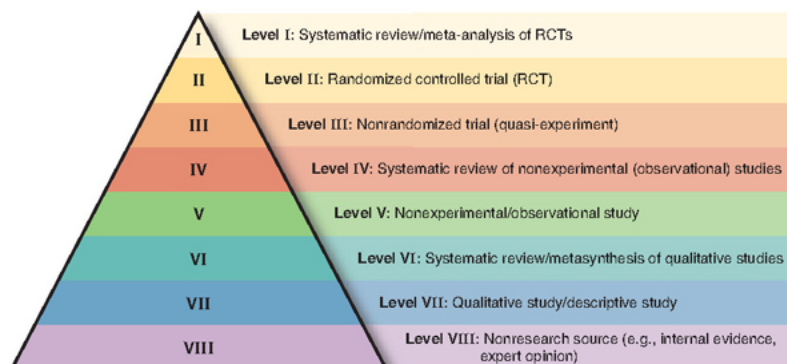 I
Level I: Systematic review/meta-analysis of RCTs
II
Level II: Randomized controlled trial (RCT)
III
Level III: Nonrandomized trial (quasi-experiment)
IV
Level IV: Systematic review of nonexperimental (observational) studies
V
Level V: Nonexperimental/observational study
VI
Level VI: Systematic review/metasynthesis of qualitative studies
VII
Level VII: Qualitative study/descriptive study
VIII
Level VIII: Nonresearch source (e.g., internal evidence,
expert opinion)